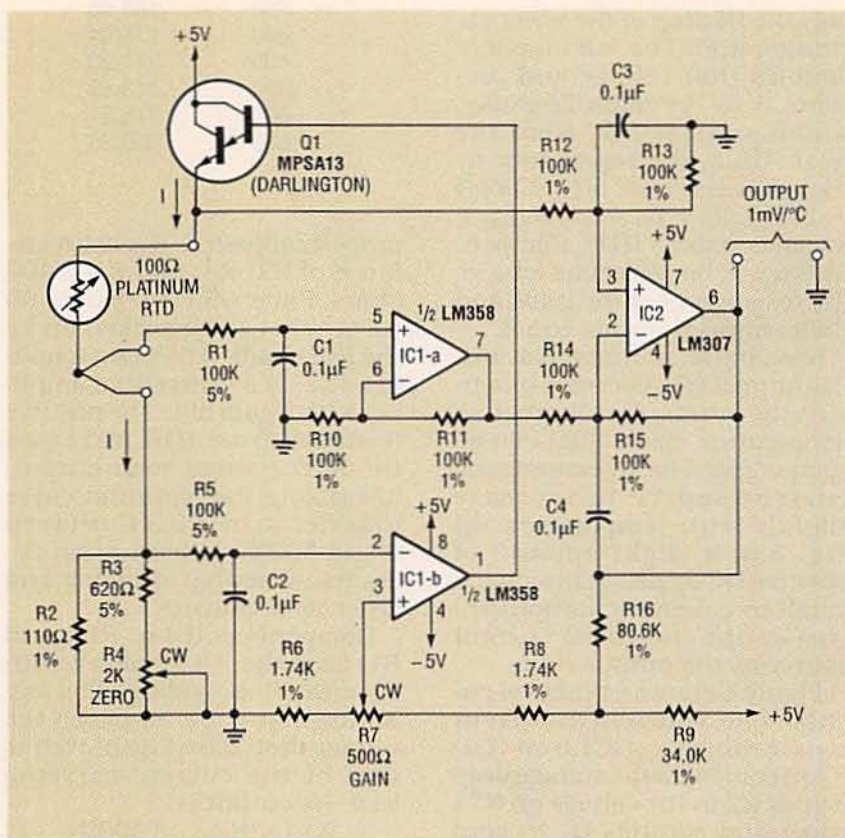 +5V
Q1
MPSA13
(DARLINGTON)
I
100Ω
PLATINUM
RTD
R1
100K
5%
C1
0.1µF
5
6
7
+
−
IC1-a
1/2 LM358
R10
100K
1%
R11
100K
1%
C3
0.1µF
R12
100K
1%
R13
100K
1%
OUTPUT
1mV/°C
+5V
3
2
7
6
4
+
−
IC2
LM307
−5V
R14
100K
1%
R15
100K
1%
C4
0.1µF
I
R5
100K
5%
C2
0.1µF
+5V
8
2
3
1
4
−
+
IC1-b
1/2 LM358
−5V
R2
110Ω
1%
R3
620Ω
5%
R4
2K
ZERO
CW
R6
1.74K
1%
CW
R7
500Ω
GAIN
R8
1.74K
1%
R16
80.6K
1%
R9
34.0K
1%
+5V